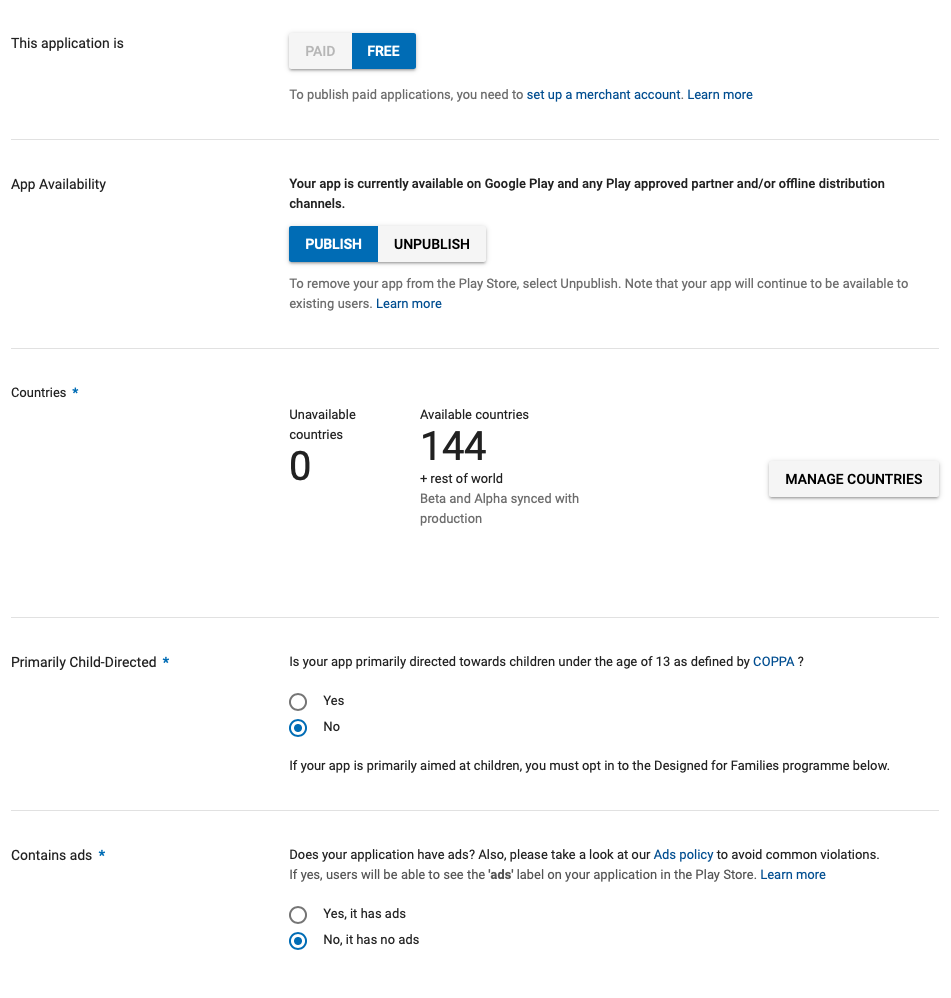 This application is
PAID FREE
To publish paid applications, you need to set up a merchant account. Learn more
App Availability
Your app is currently available on Google Play and any Play approved partner and/or offline distribution
channels.
PUBLISH UNPUBLISH
To remove your app from the Play Store, select Unpublish. Note that your app will continue to be available to
existing users. Learn more
Countries *
Unavailable
countries
0
Available countries
144
+ rest of world
Beta and Alpha synced with
production
MANAGE COUNTRIES
Primarily Child-Directed *
Is your app primarily directed towards children under the age of 13 as defined by COPPA ?
Yes
No
If your app is primarily aimed at children, you must opt in to the Designed for Families programme below.
Contains ads *
Does your application have ads? Also, please take a look at our Ads policy to avoid common violations.
If yes, users will be able to see the 'ads' label on your application in the Play Store. Learn more
Yes, it has ads
No, it has no ads